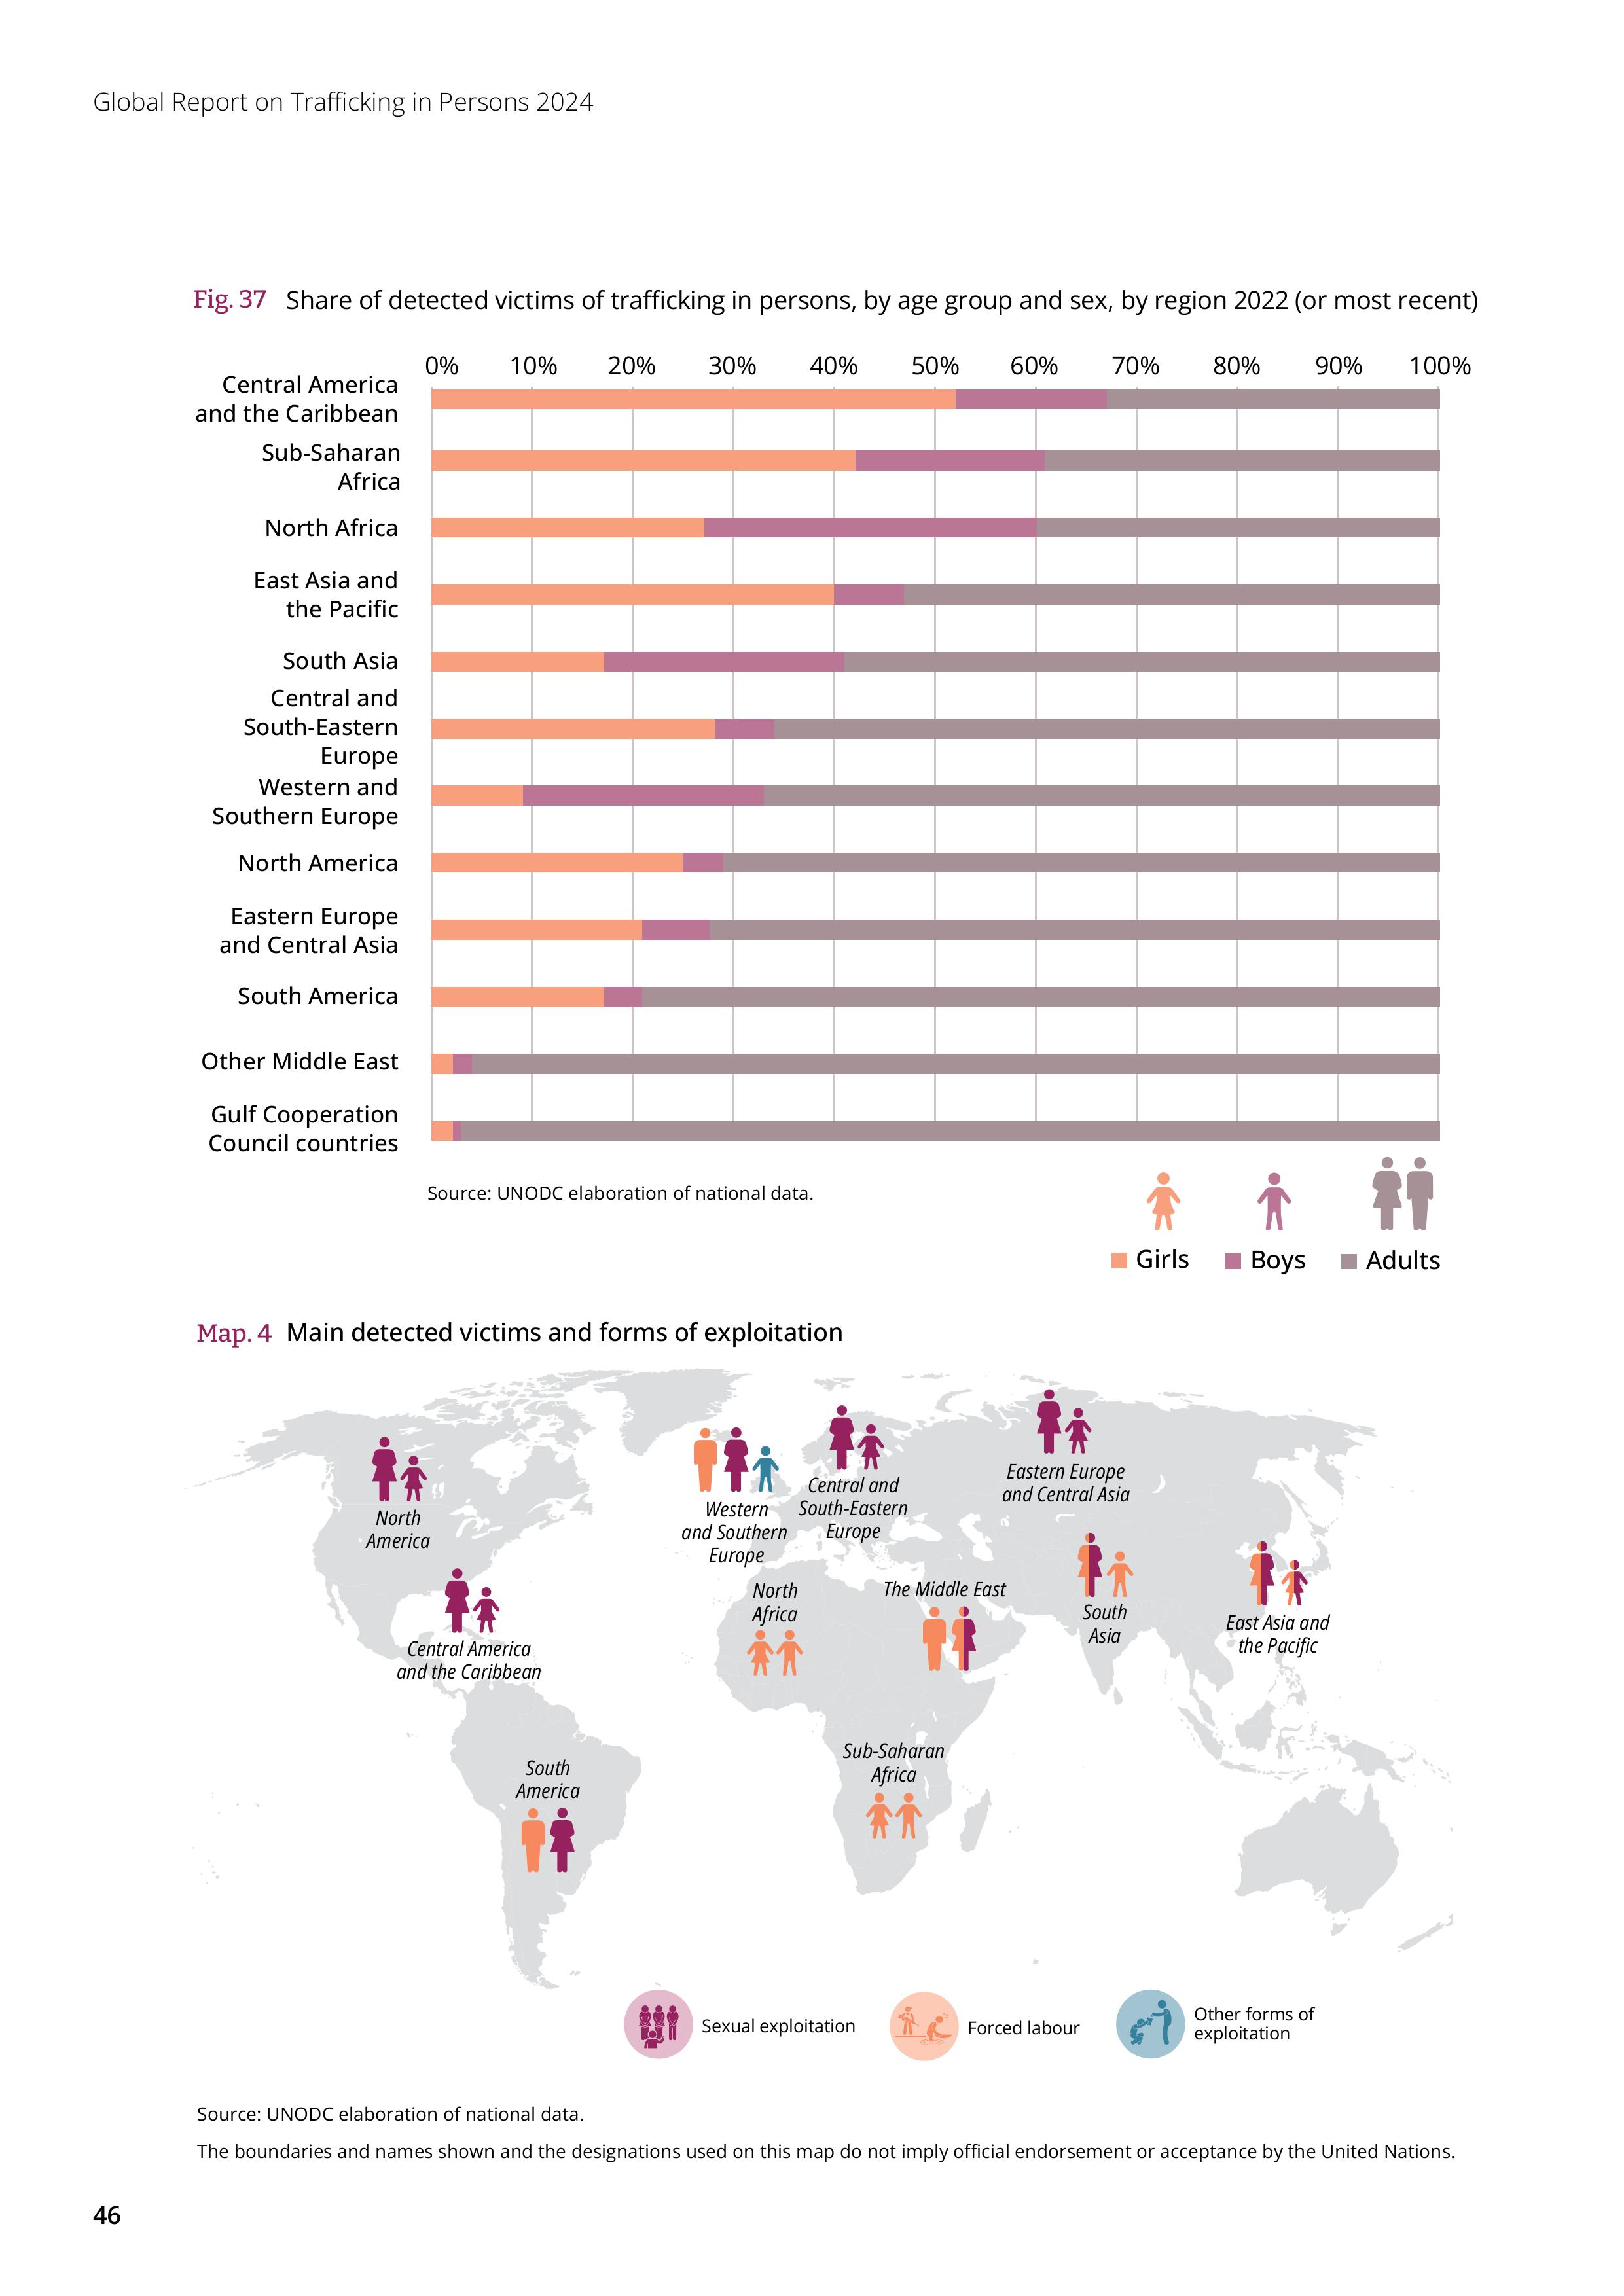 Global Report on Trafficking in Persons 2024
Fig. 37 Share of detected victims of trafficking in persons, by age group and sex, by region 2022 (or most recent)
0% 10% 20% 30% 40% 50% 60% 70% 80% 90% 100%
Central America
and the Caribbean
Sub-Saharan
Africa
North Africa
East Asia and
the Pacific
South Asia
Central and
South-Eastern
Europe
Western and
Southern Europe
North America
Eastern Europe
and Central Asia
South America
Other Middle East
Gulf Cooperation
Council countries
Source: UNODC elaboration of national data.
Girls Boys Adults
Map. 4 Main detected victims and forms of exploitation
North
America
Western
and Southern
Europe
Central and
South-Eastern
Europe
Eastern Europe
and Central Asia
Central America
and the Caribbean
North
Africa
The Middle East
South
Asia
East Asia and
the Pacific
South
America
Sub-Saharan
Africa
Sexual exploitation
Forced labour
Other forms of
exploitation
Source: UNODC elaboration of national data.
The boundaries and names shown and the designations used on this map do not imply official endorsement or acceptance by the United Nations.
46